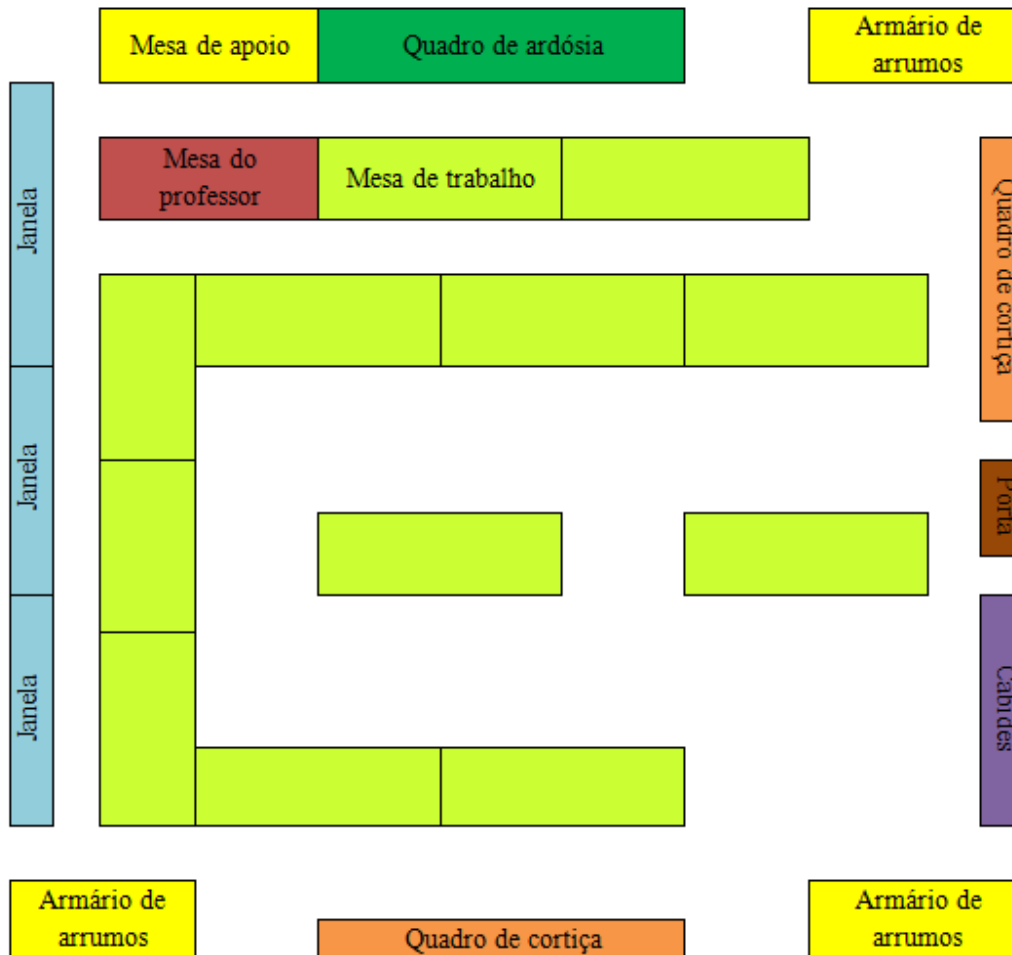 Mesa de apoio
Quadro de ardósia
Armário de
arrumos
Janela
Mesa do
professor
Mesa de trabalho
Quadro de cortiça
Janela
Porta
Janela
Cabides
Armário de
arrumos
Quadro de cortiça
Armário de
arrumos